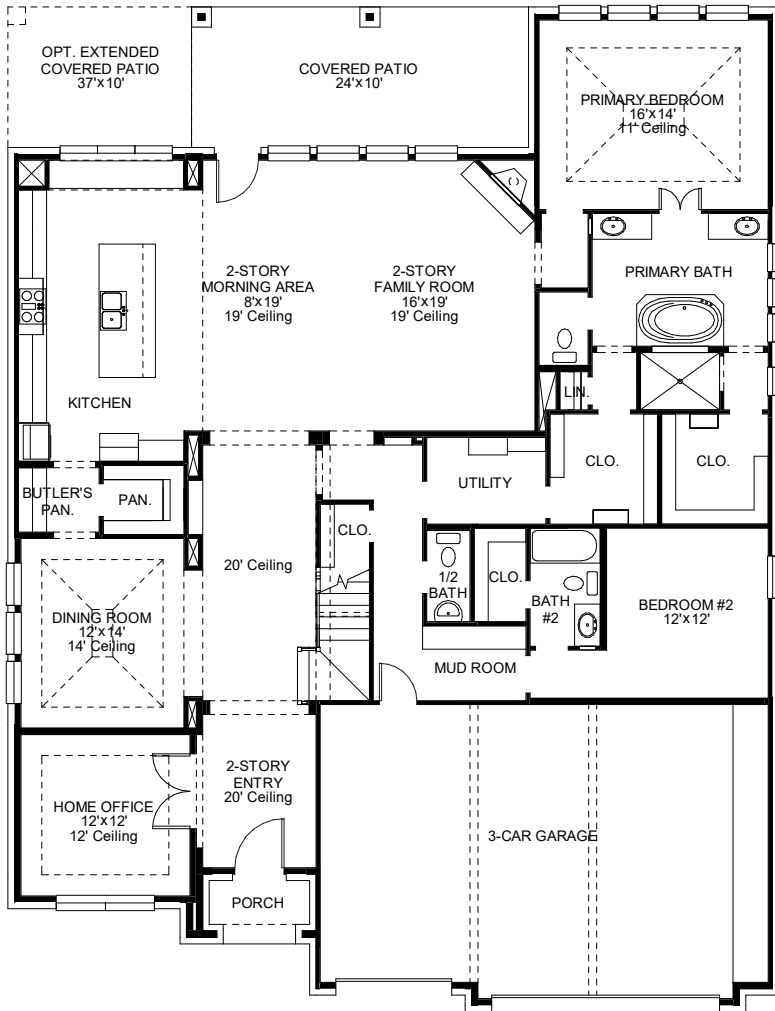 OPT. EXTENDED
COVERED PATIO
37'x10'
COVERED PATIO
24'x10'
PRIMARY BEDROOM
16'x14'
11' Ceiling
2-STORY
MORNING AREA
8'x19'
19' Ceiling
2-STORY
FAMILY ROOM
16'x19'
19' Ceiling
PRIMARY BATH
KITCHEN
LIN.
BUTLER'S
PAN.
PAN.
UTILITY
CLO.
CLO.
CLO.
20' Ceiling
1/2
BATH
CLO.
BATH
#2
BEDROOM #2
12'x12'
DINING ROOM
12'x14'
14' Ceiling
MUD ROOM
2-STORY
ENTRY
20' Ceiling
HOME OFFICE
12'x12'
12' Ceiling
3-CAR GARAGE
PORCH